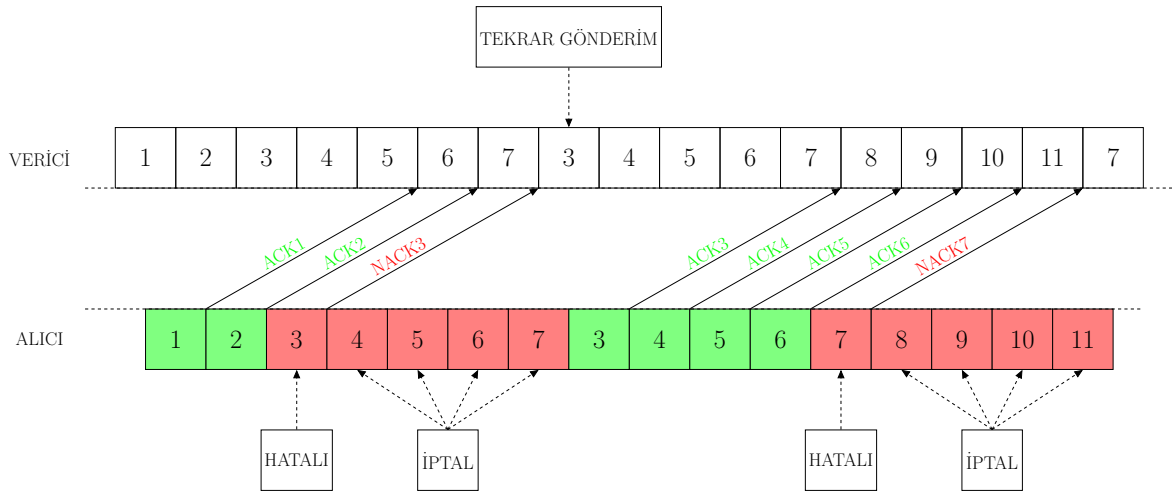 TEKRAR GÖNDERİM
VERİCİ 1 2 3 4 5 6 7 3 4 5 6 7 8 9 10 11 7
ACK1 ACK2 NACK3 ACK3 ACK4 ACK5 ACK6 NACK7
ALICI 1 2 3 4 5 6 7 3 4 5 6 7 8 9 10 11
HATALI İPTAL HATALI İPTAL